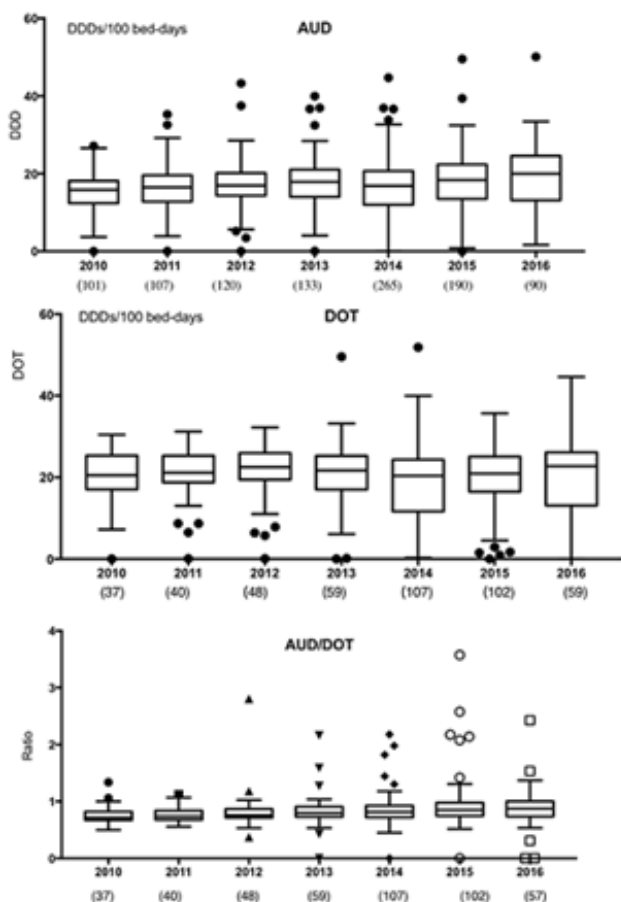 DDDs/100 bed-days AUD
60
40
20
0
DDD
2010 2011 2012 2013 2014 2015 2016
(101) (107) (120) (133) (265) (190) (90)
DDDs/100 bed-days DOT
60
40
20
0
DOT
2010 2011 2012 2013 2014 2015 2016
(37) (40) (48) (59) (107) (102) (59)
AUD/DOT
4
3
2
1
0
Ratio
2010 2011 2012 2013 2014 2015 2016
(37) (40) (48) (59) (107) (102) (57)